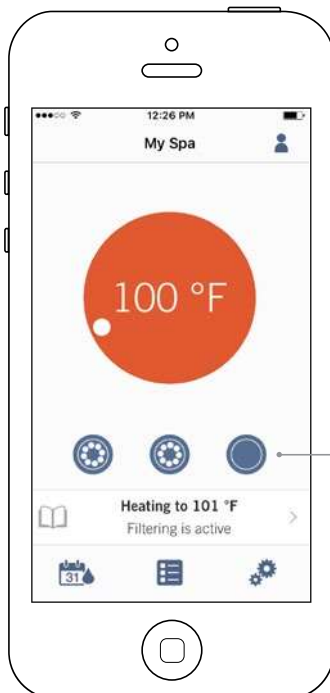 12:26 PM
My Spa
100 °F
Heating to 101 °F
Filtering is active
31